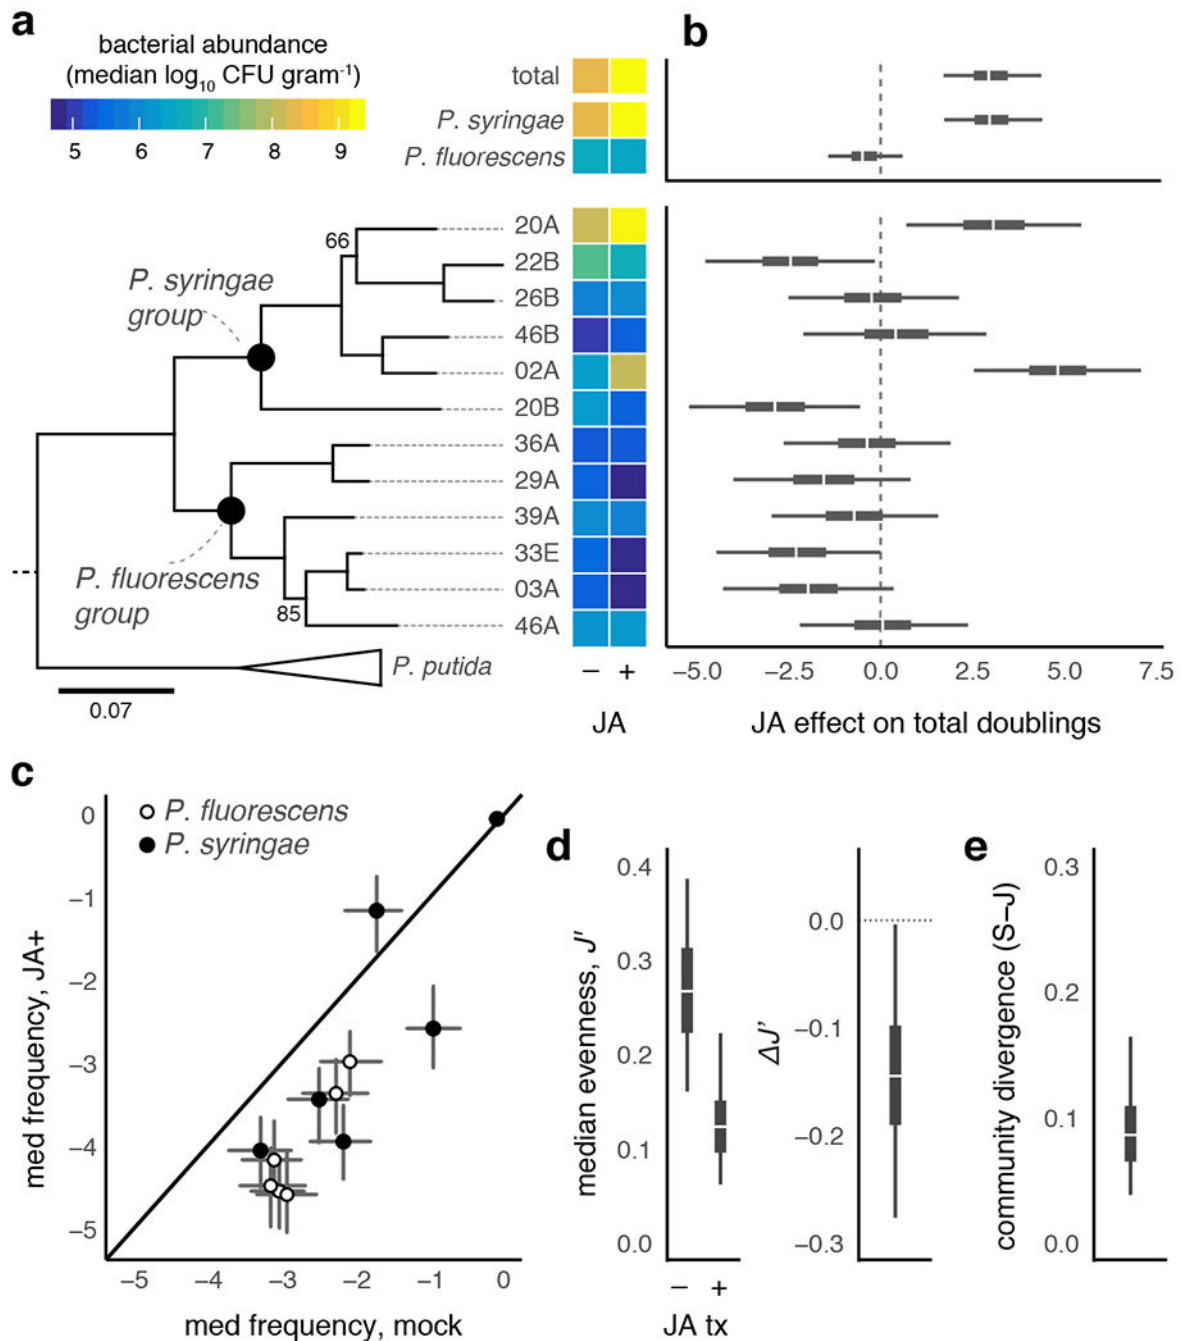 a
bacterial abundance
(median log10 CFU gram-1)
5 6 7 8 9
total
P. syringae
P. fluorescens
20A
22B
26B
46B
02A
20B
36A
29A
39A
33E
03A
46A
66
85
P. syringae
group
P. fluorescens
group
P. putida
0.07
− +
JA
b
−5.0 −2.5 0.0 2.5 5.0 7.5
JA effect on total doublings
c
P. fluorescens
P. syringae
med frequency, JA+
0
−1
−2
−3
−4
−5
−5 −4 −3 −2 −1 0
med frequency, mock
d
median evenness, J'
0.4
0.3
0.2
0.1
0.0
− +
JA tx
ΔJ'
0.0
−0.1
−0.2
−0.3
e
community divergence (S–J)
0.3
0.2
0.1
0.0